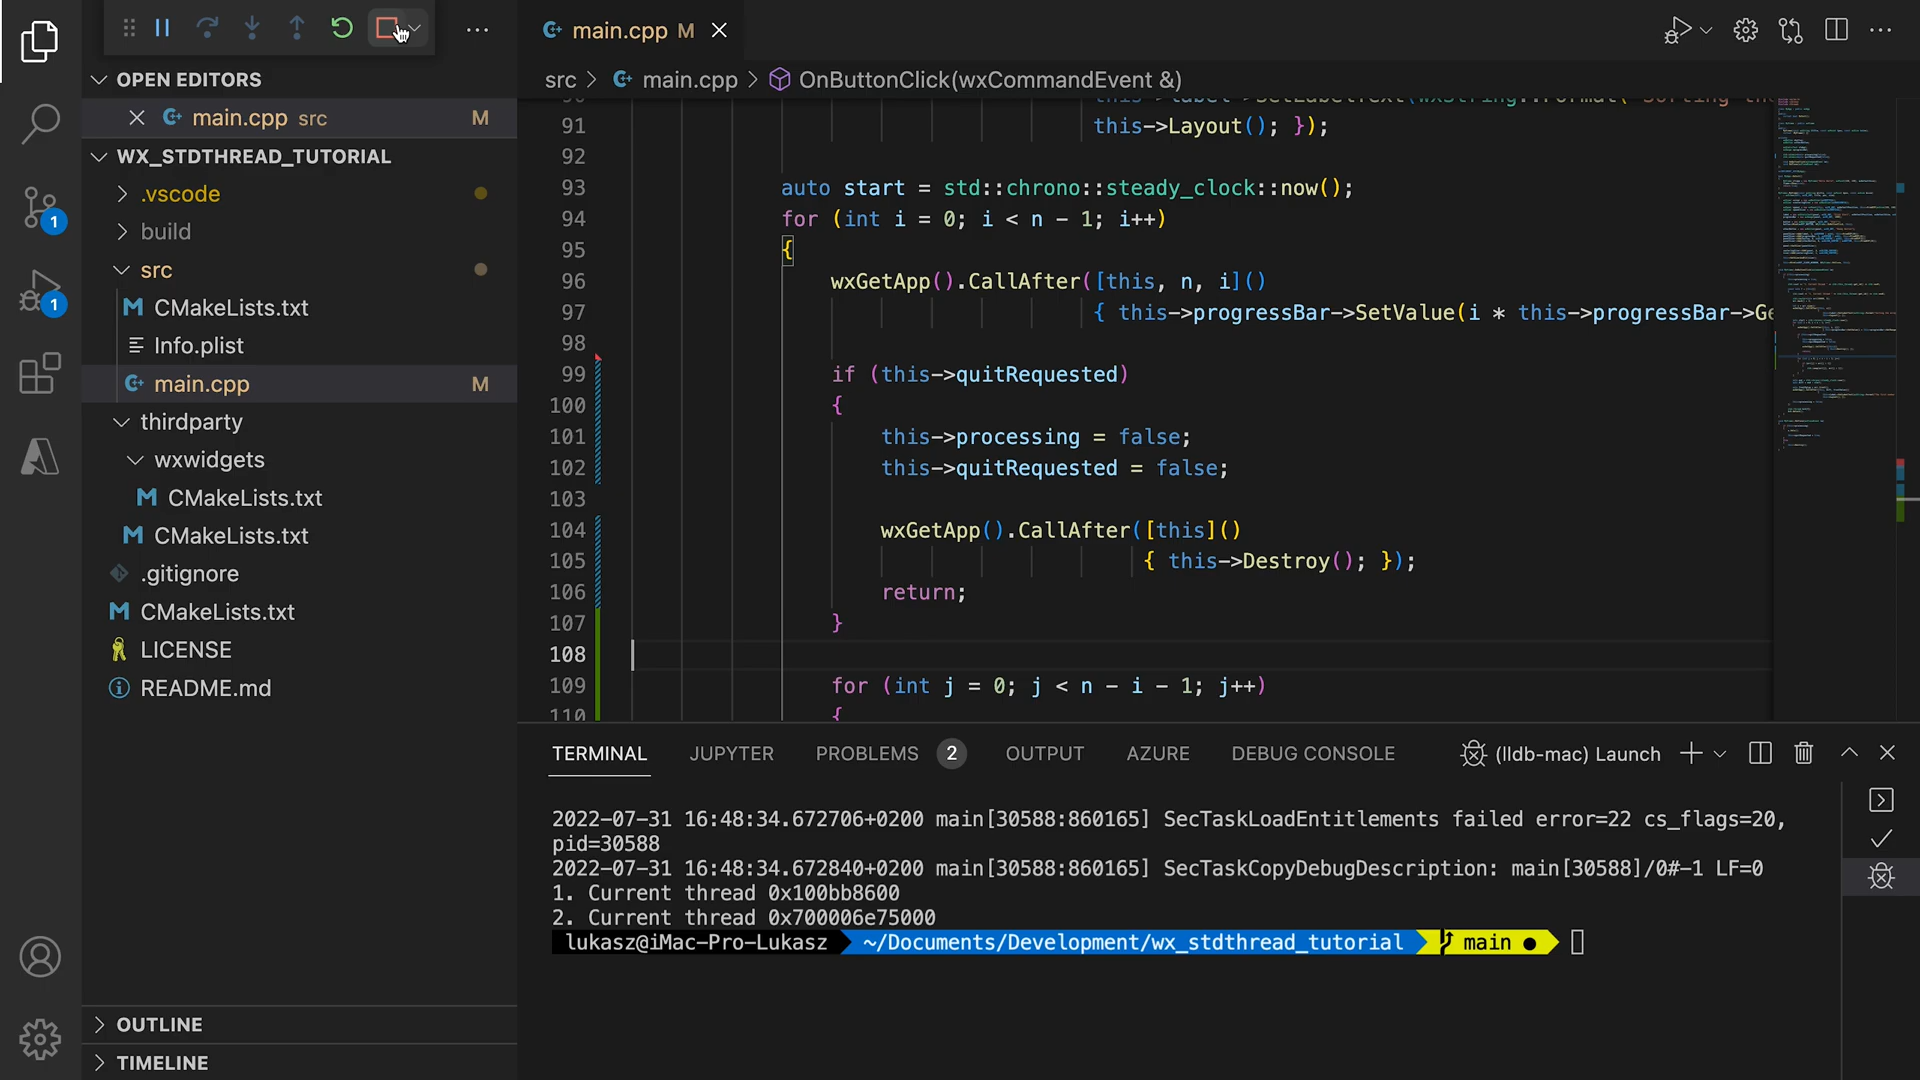 main.cpp M
OPEN EDITORS
main.cpp src M
WX_STDTHREAD_TUTORIAL
.vscode
build
src
CMakeLists.txt
Info.plist
main.cpp M
thirdparty
wxwidgets
CMakeLists.txt
CMakeLists.txt
.gitignore
CMakeLists.txt
LICENSE
README.md
OUTLINE
TIMELINE
1
1
src > main.cpp > OnButtonClick(wxCommandEvent &)
91 this->Layout(); });
92
93 auto start = std::chrono::steady_clock::now();
94 for (int i = 0; i < n - 1; i++)
95 {
96 wxGetApp().CallAfter([this, n, i]()
97 { this->progressBar->SetValue(i * this->progressBar->Ge
98
99 if (this->quitRequested)
100 {
101 this->processing = false;
102 this->quitRequested = false;
103
104 wxGetApp().CallAfter([this]()
105 { this->Destroy(); });
106 return;
107 }
108
109 for (int j = 0; j < n - i - 1; j++)
110 {
TERMINAL JUPYTER PROBLEMS 2 OUTPUT AZURE DEBUG CONSOLE (lldb-mac) Launch
2022-07-31 16:48:34.672706+0200 main[30588:860165] SecTaskLoadEntitlements failed error=22 cs_flags=20,
pid=30588
2022-07-31 16:48:34.672840+0200 main[30588:860165] SecTaskCopyDebugDescription: main[30588]/0#-1 LF=0
1. Current thread 0x100bb8600
2. Current thread 0x700006e75000
lukasz@iMac-Pro-Lukasz ~/Documents/Development/wx_stdthread_tutorial main ●